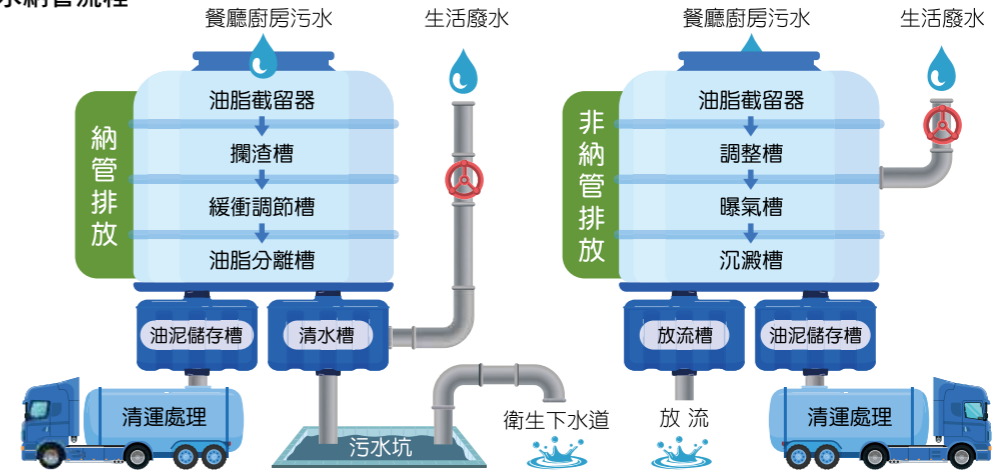 水納管流程
餐廳廚房污水
生活廢水
納管排放
油脂截留器
攔渣槽
緩衝調節槽
油脂分離槽
油泥儲存槽
清水槽
清運處理
污水坑
衛生下水道
餐廳廚房污水
生活廢水
非納管排放
油脂截留器
調整槽
曝氣槽
沉澱槽
放流槽
油泥儲存槽
放流
清運處理